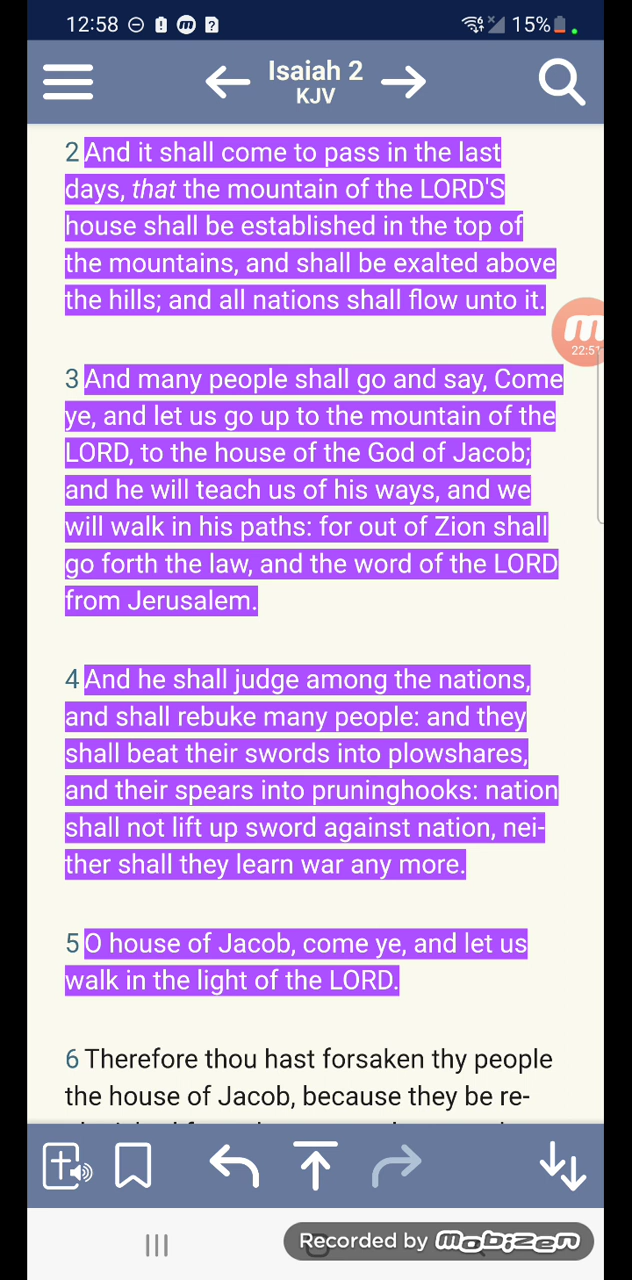 12:58
15%
Isaiah 2
KJV
2 And it shall come to pass in the last
days, that the mountain of the LORD'S
house shall be established in the top of
the mountains, and shall be exalted above
the hills; and all nations shall flow unto it.
22:51
3 And many people shall go and say, Come
ye, and let us go up to the mountain of the
LORD, to the house of the God of Jacob;
and he will teach us of his ways, and we
will walk in his paths: for out of Zion shall
go forth the law, and the word of the LORD
from Jerusalem.
4 And he shall judge among the nations,
and shall rebuke many people: and they
shall beat their swords into plowshares,
and their spears into pruninghooks: nation
shall not lift up sword against nation, nei-
ther shall they learn war any more.
5 O house of Jacob, come ye, and let us
walk in the light of the LORD.
6 Therefore thou hast forsaken thy people
the house of Jacob, because they be re-
Recorded by mobizen